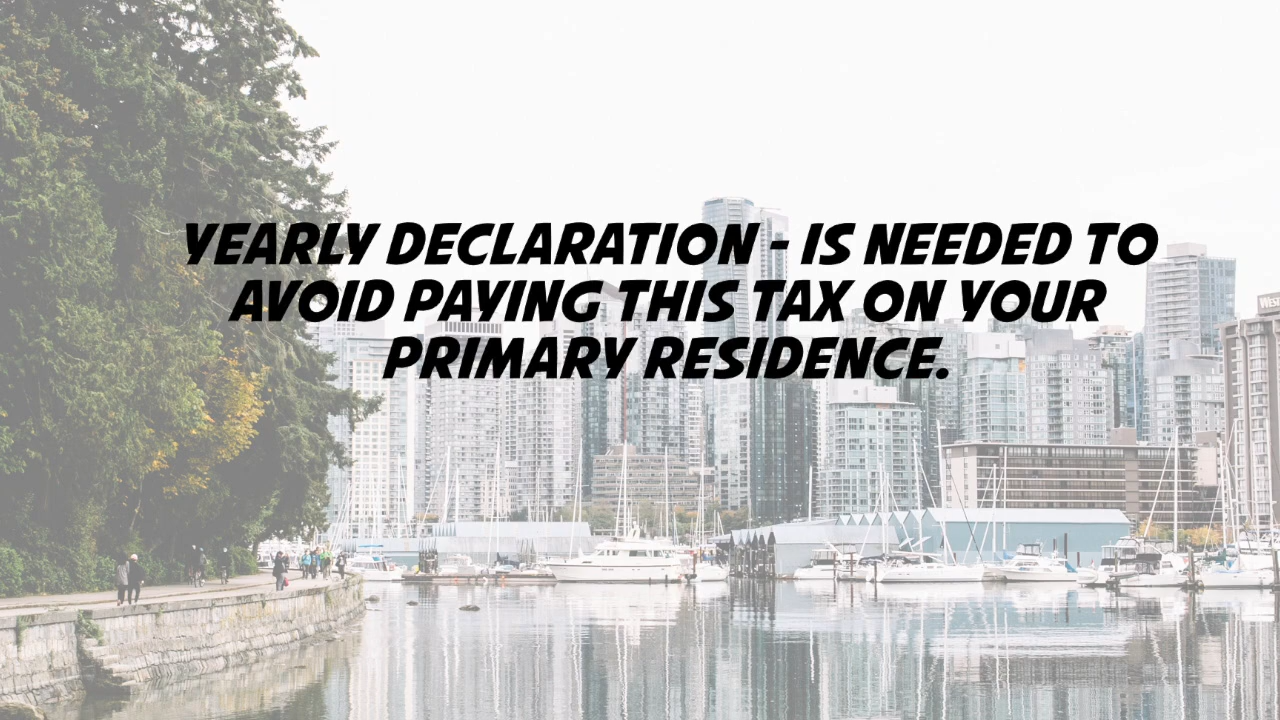 YEARLY DECLARATION - IS NEEDED TO
AVOID PAYING THIS TAX ON YOUR
PRIMARY RESIDENCE.